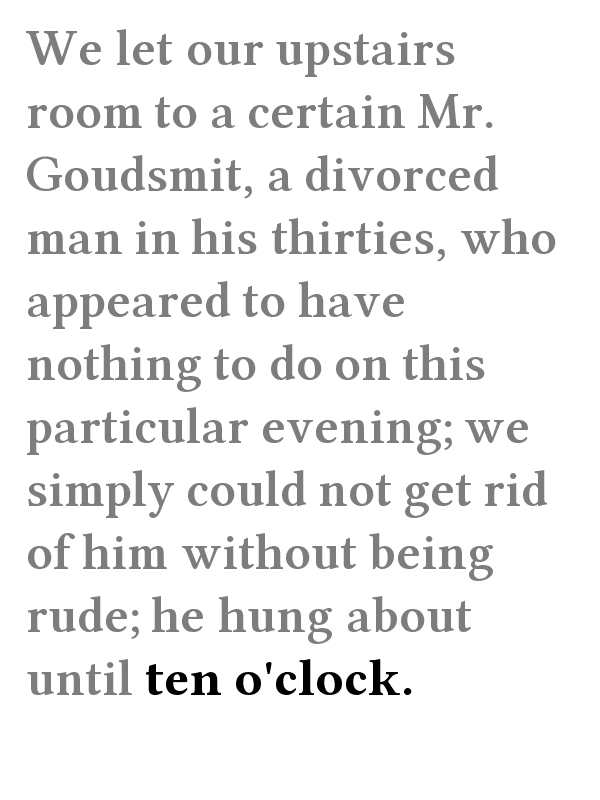 We let our upstairs
room to a certain Mr.
Goudsmit, a divorced
man in his thirties, who
appeared to have
nothing to do on this
particular evening; we
simply could not get rid
of him without being
rude; he hung about
until ten o'clock.